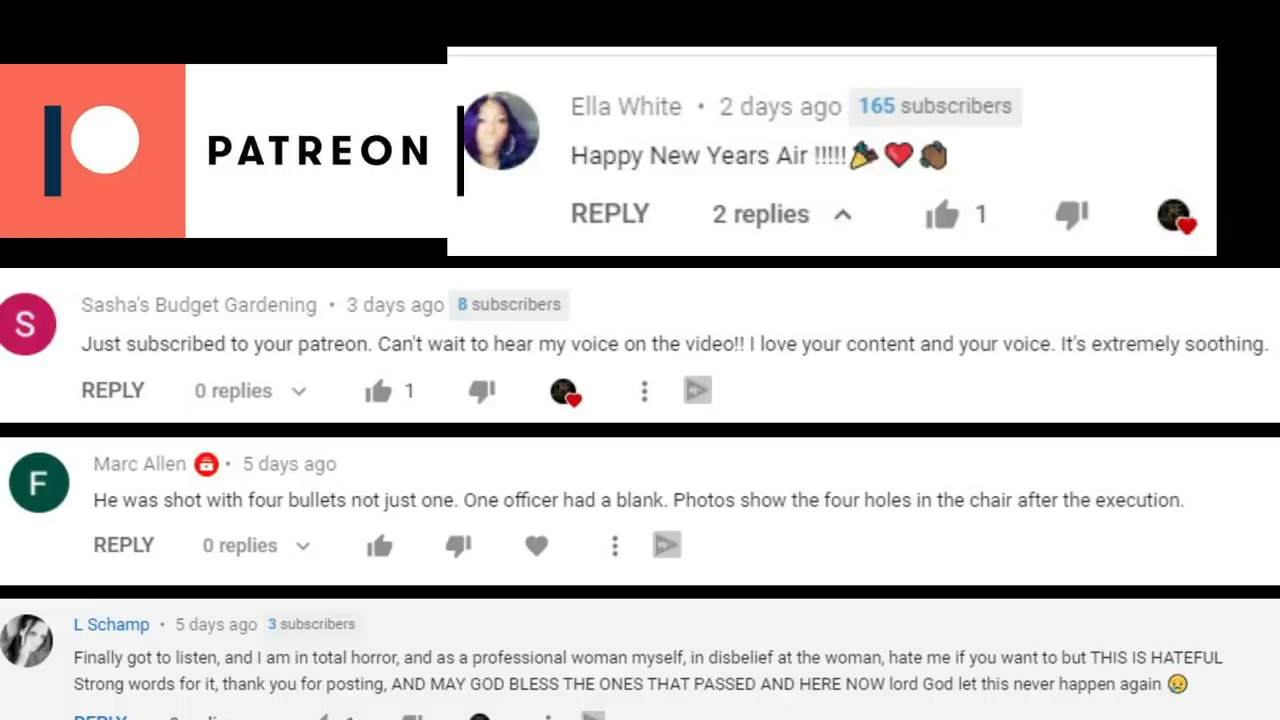 PATREON
Ella White • 2 days ago 165 subscribers
Happy New Years Air !!!!!🎉❤️👏🏾
REPLY 2 replies 1
S
Sasha's Budget Gardening • 3 days ago 8 subscribers
Just subscribed to your patreon. Can't wait to hear my voice on the video!! I love your content and your voice. It's extremely soothing.
REPLY 0 replies 1
F
Marc Allen • 5 days ago
He was shot with four bullets not just one. One officer had a blank. Photos show the four holes in the chair after the execution.
REPLY 0 replies
L Schamp • 5 days ago 3 subscribers
Finally got to listen, and I am in total horror, and as a professional woman myself, in disbelief at the woman, hate me if you want to but THIS IS HATEFUL
Strong words for it, thank you for posting, AND MAY GOD BLESS THE ONES THAT PASSED AND HERE NOW lord God let this never happen again 😥